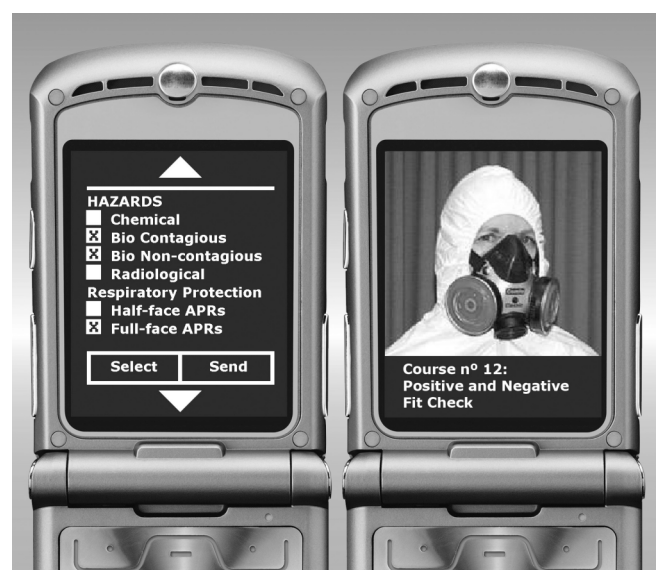 HAZARDS
Chemical
Bio Contagious
Bio Non-contagious
Radiological
Respiratory Protection
Half-face APRs
Full-face APRs
Select Send
Course nº 12:
Positive and Negative
Fit Check